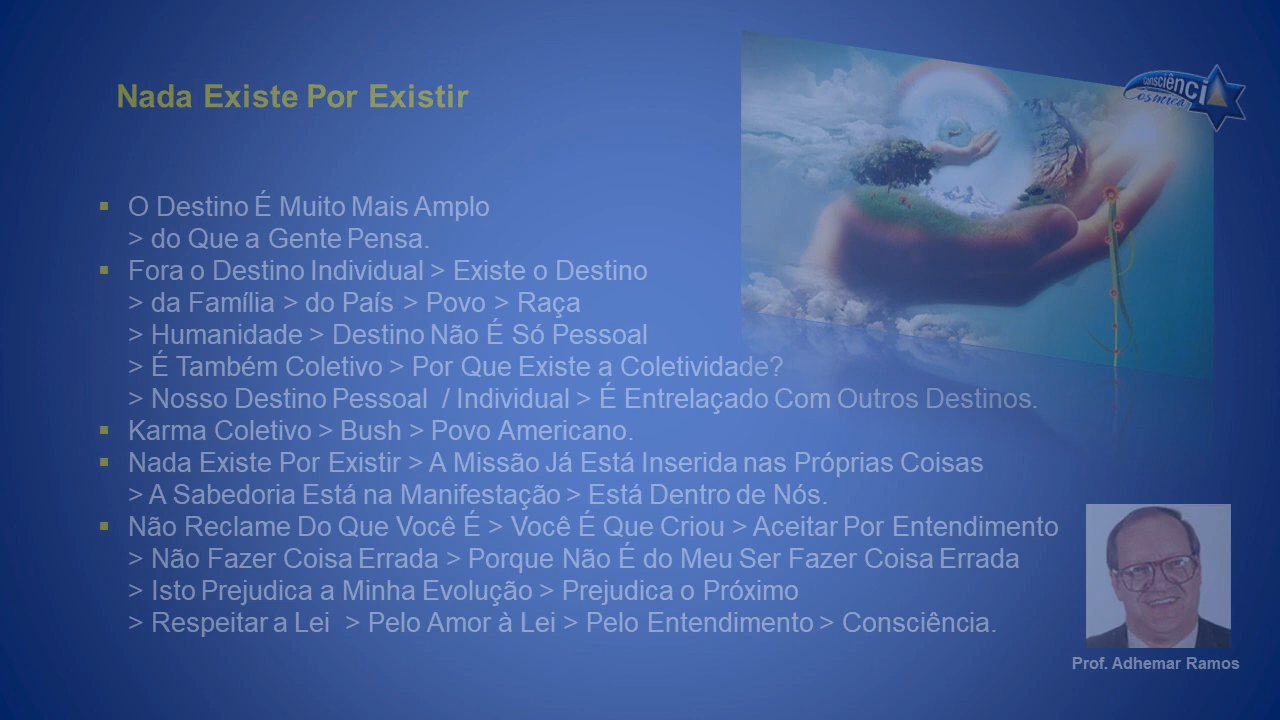 Nada Existe Por Existir
consciênci
Cósmica
▪ O Destino É Muito Mais Amplo
> do Que a Gente Pensa.
▪ Fora o Destino Individual > Existe o Destino
> da Família > do País > Povo > Raça
> Humanidade > Destino Não É Só Pessoal
> É Também Coletivo > Por Que Existe a Coletividade?
> Nosso Destino Pessoal / Individual > É Entrelaçado Com Outros Destinos.
▪ Karma Coletivo > Bush > Povo Americano.
▪ Nada Existe Por Existir > A Missão Já Está Inserida nas Próprias Coisas
> A Sabedoria Está na Manifestação > Está Dentro de Nós.
▪ Não Reclame Do Que Você É > Você É Que Criou > Aceitar Por Entendimento
> Não Fazer Coisa Errada > Porque Não É do Meu Ser Fazer Coisa Errada
> Isto Prejudica a Minha Evolução > Prejudica o Próximo
> Respeitar a Lei > Pelo Amor à Lei > Pelo Entendimento > Consciência.
Prof. Adhemar Ramos